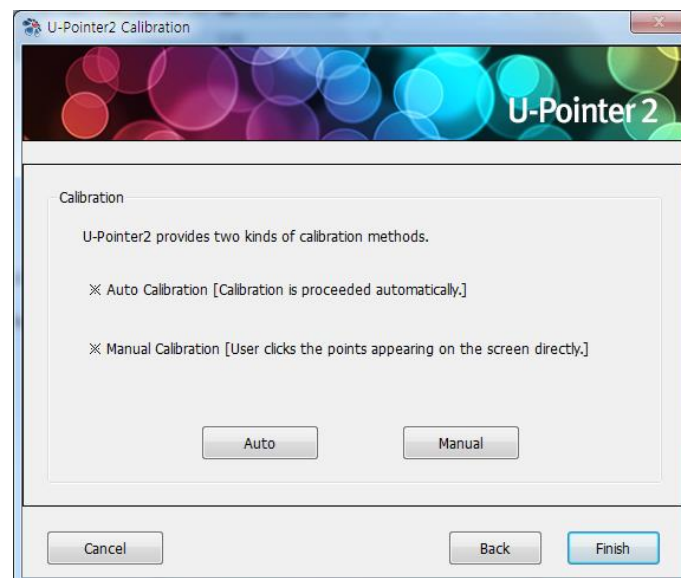 U-Pointer2 Calibration
U-Pointer 2
Calibration
U-Pointer2 provides two kinds of calibration methods.
※ Auto Calibration [Calibration is proceeded automatically.]
※ Manual Calibration [User clicks the points appearing on the screen directly.]
Auto Manual
Cancel Back Finish